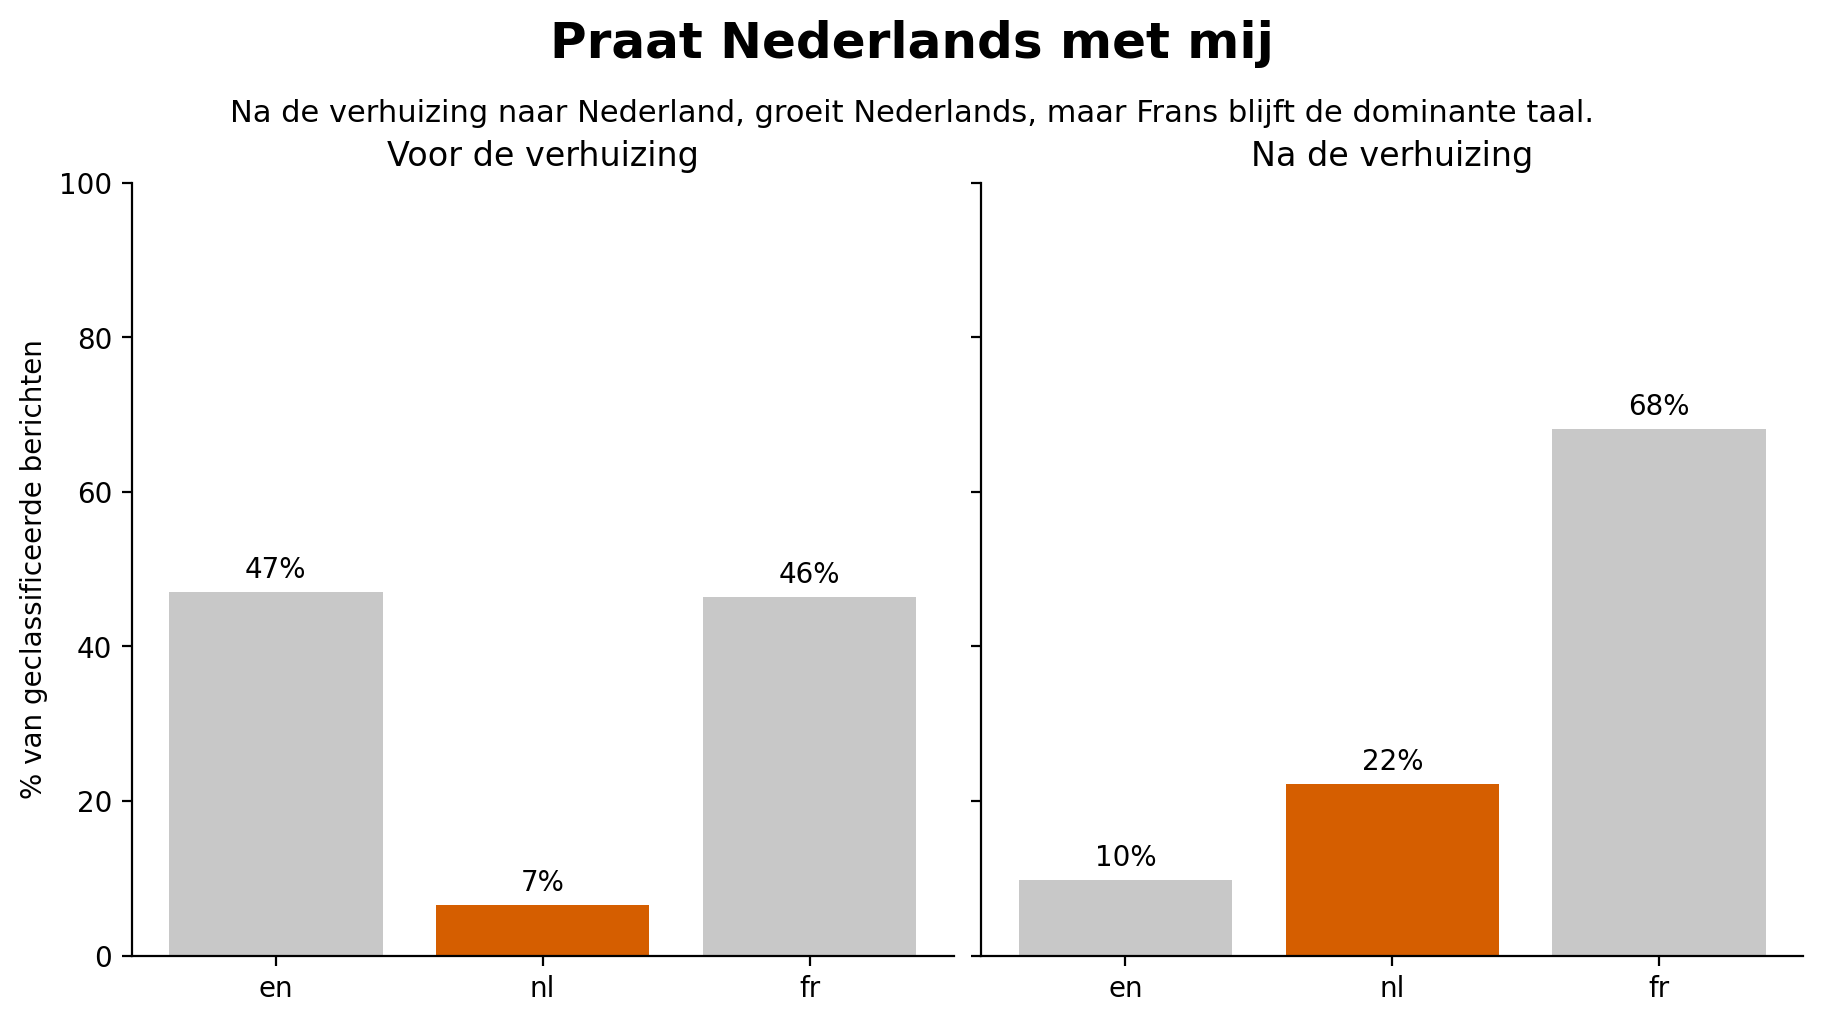 Praat Nederlands met mij
Na de verhuizing naar Nederland, groeit Nederlands, maar Frans blijft de dominante taal.
Voor de verhuizing
Na de verhuizing
% van geclassificeerde berichten
100
80
60
40
20
0
47%
7%
46%
10%
22%
68%
en
nl
fr
en
nl
fr